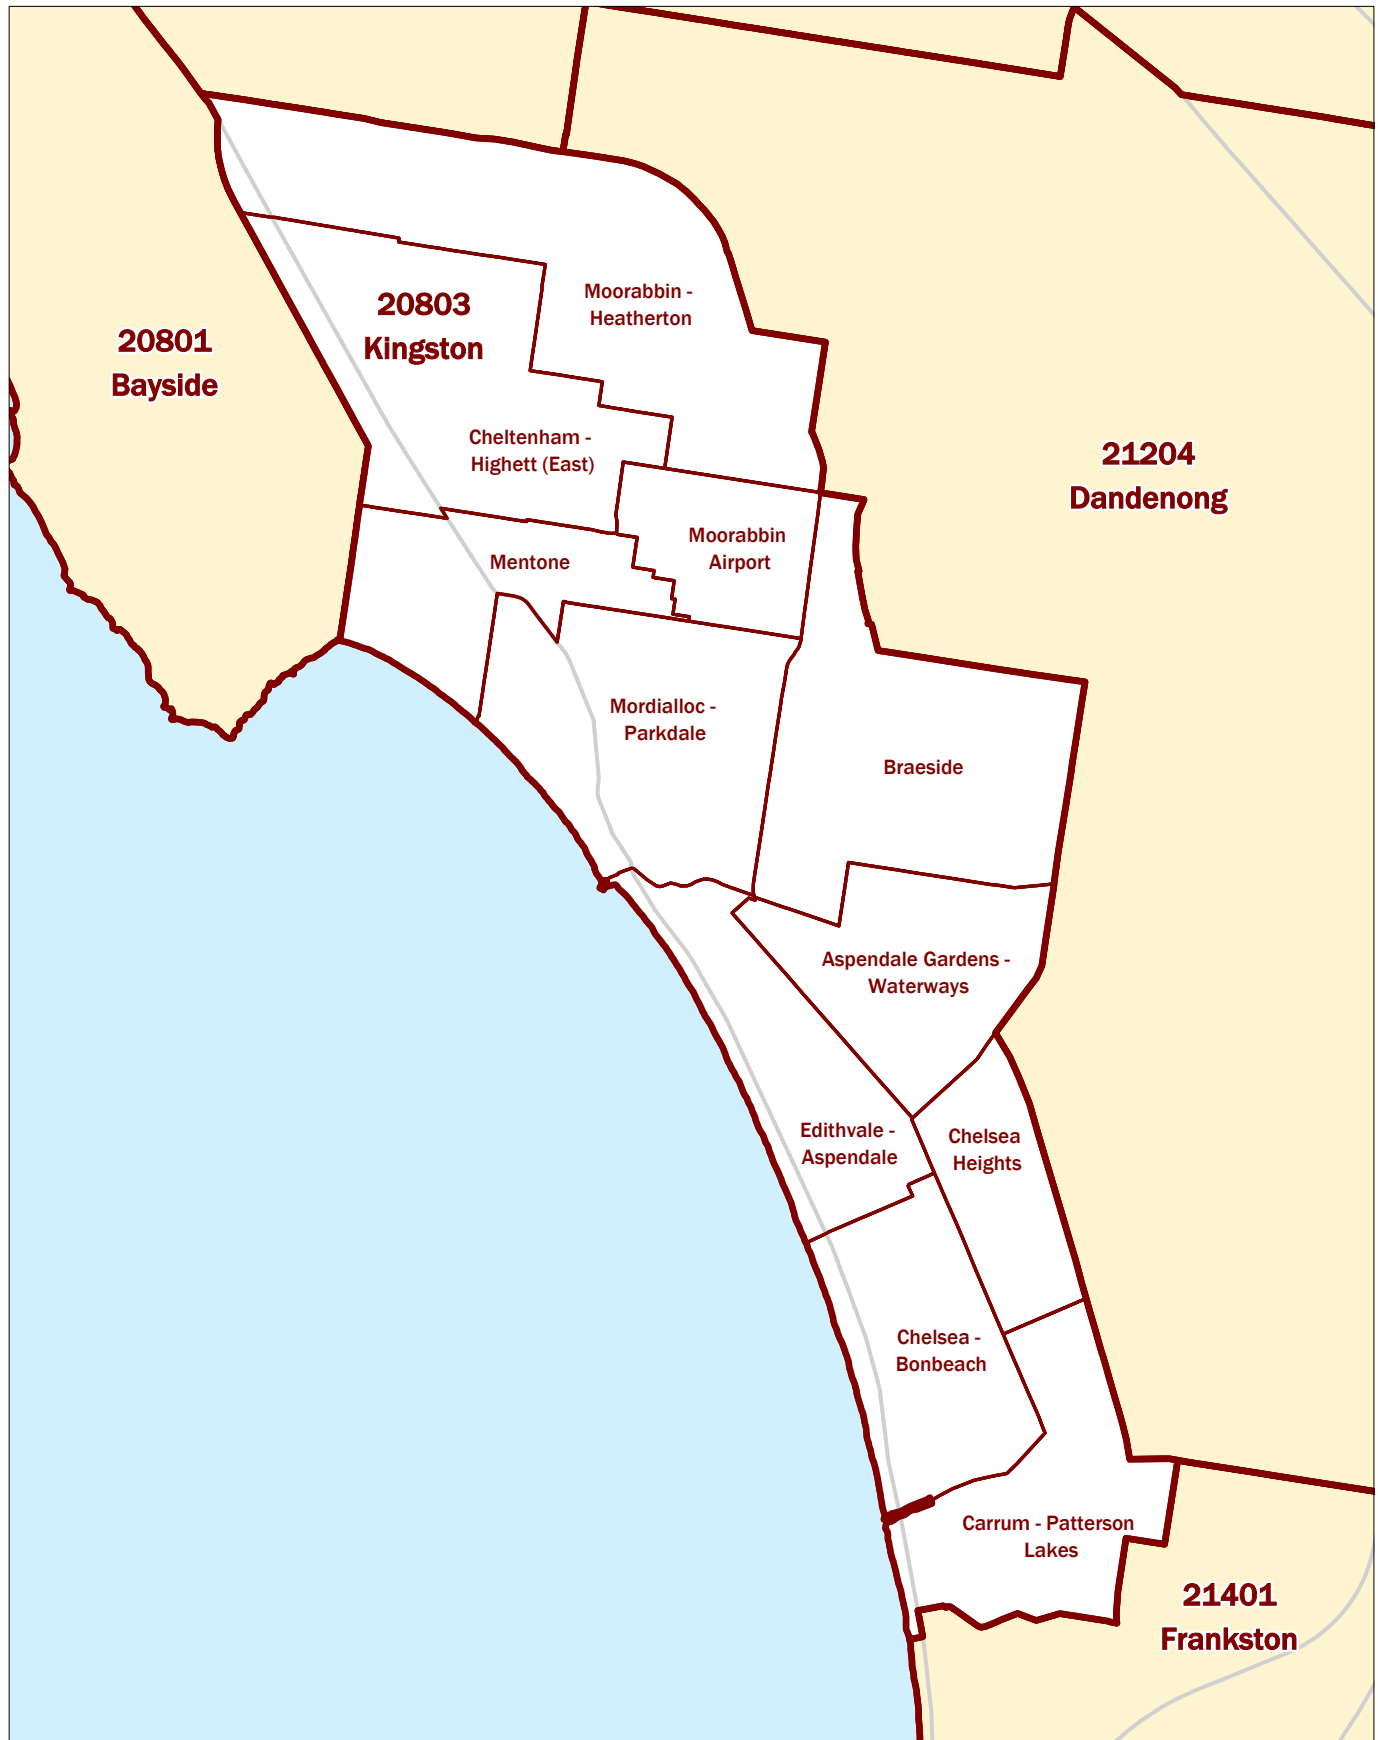 Moorabbin -
Heatherton
20803
Kingston
20801
Bayside
Cheltenham -
Highett (East)
21204
Dandenong
Moorabbin
Airport
Mentone
Mordialloc -
Parkdale
Braeside
Aspendale Gardens -
Waterways
Edithvale -
Aspendale
Chelsea
Heights
Chelsea -
Bonbeach
Carrum - Patterson
Lakes
21401
Frankston